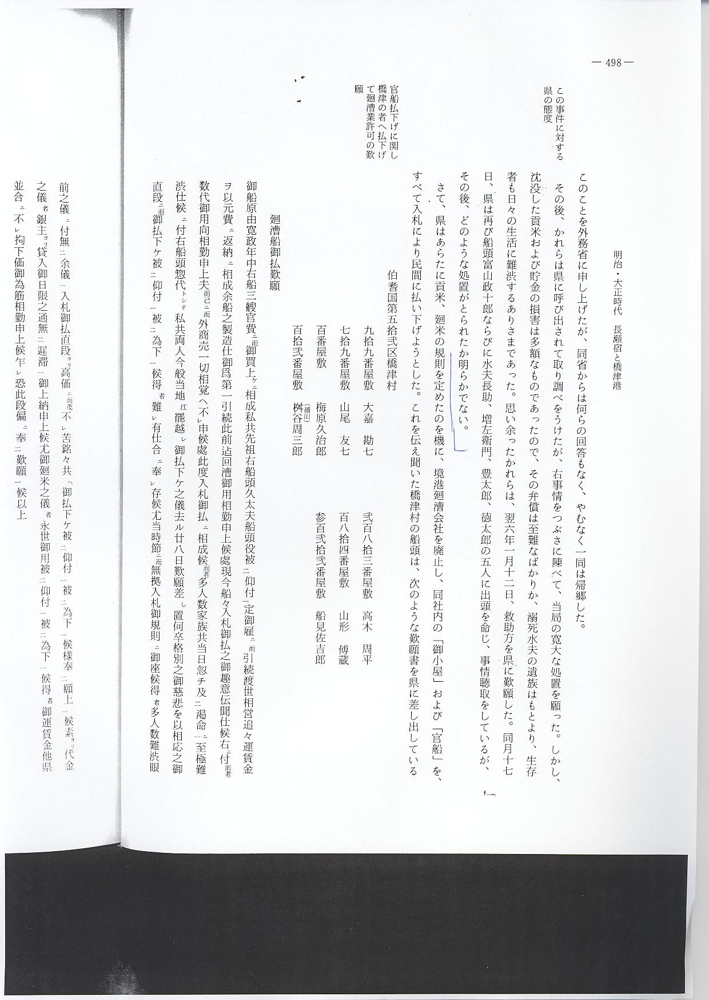 ― 498 ―
明治・大正時代　長瀬宿と橋津港
この事件に対する
県の態度
このことを外務省に申し上げたが、同省からは何らの回答もなく、やむなく一同は帰郷した。
その後、かれらは県に呼び出されて取り調べをうけたが、右事情をつぶさに陳べて、当局の寛大な処置を願った。しかし、
沈没した貢米および貯金の損害は多額なものであったので、その弁償は至難なばかりか、溺死水夫の遺族はもとより、生存
者も日々の生活に難渋するありさまであった。思い余ったかれらは、翌六年一月十二日、救助方を県に歎願した。同月十七
日、県は再び船頭富山政十郎ならびに水夫長助、増左衛門、豊太郎、徳太郎の五人に出頭を命じ、事情聴取をしているが、
その後、どのような処置がとられたか明らかでない。
官船払下げに関し
橋津の者へ払下げ
て廻漕業許可の歎
願
さて、県はあらたに貢米、廻米の規則を定めたのを機に、境港廻漕会社を廃止し、同社内の「御小屋」および「官船」を、
すべて入札により民間に払い下げようとした。これを伝え聞いた橋津村の船頭は、次のような歎願書を県に差し出している
伯耆国第五拾弐区橋津村
九拾九番屋敷　大嘉　勘七　　弐百八拾三番屋敷　高木　周平
七拾九番屋敷　山尾　友七　　百八拾四番屋敷　山形　傳蔵
百番屋敷　梅原久治郎　　参百弐拾弐番屋敷　船見佐吉郎
百拾弐番屋敷　桝谷周三郎
廻漕船御払歎願
御船原由寛政年中右船三艘官費ニ而御買上ケニ相成私共先祖右船頭久太夫船頭役被ニ仰付一定御雇ニ而引続渡世相営追々運賃金
ヲ以元費ニ返納ニ相成余船之製造仕御爲第一引続此前迠回漕御用相勤申上候處現今船々入札御払之御趣意伝聞仕候右ニ付而者
数代御用向相勤申上夫而己ニ而外商売一切相覚ヘ不レ申候處此度入札御払ニ相成候而者多人数家族共当日忽チ及ニ渇命一ニ至極難
渋仕候ニ付右船頭惣代トシテ私共両人今般当地江罷越シ御払下ケ之儀去ル廿八日歎願差シ置何卒格別之御慈悲を以相応之御
直段ニ而御払下ケ被ニ仰付一被ニ為下一候得者難レ有仕合ニ奉レ存候尤当時節ニ而無拠入札御規則ニ御座候得者多人数難渋眼
前之儀ニ付無ニ余儀一入札御払直段ヨリ高価ニ而茂不レ苦銘々共ヘ御払下ケ被ニ仰付一被ニ為下一候様奉ニ願上一候素ヨリ代金
之儀者銀主ヨリ貸入御日限之通無ニ遅滞一御上納申上候尤御廻米之儀者永世御用被ニ仰付一被ニ為下一候得者御運賃金他県
並合ニ不レ拘下価御為筋相勤申上候乍レ恐此段偏ニ奉ニ歎願一候以上